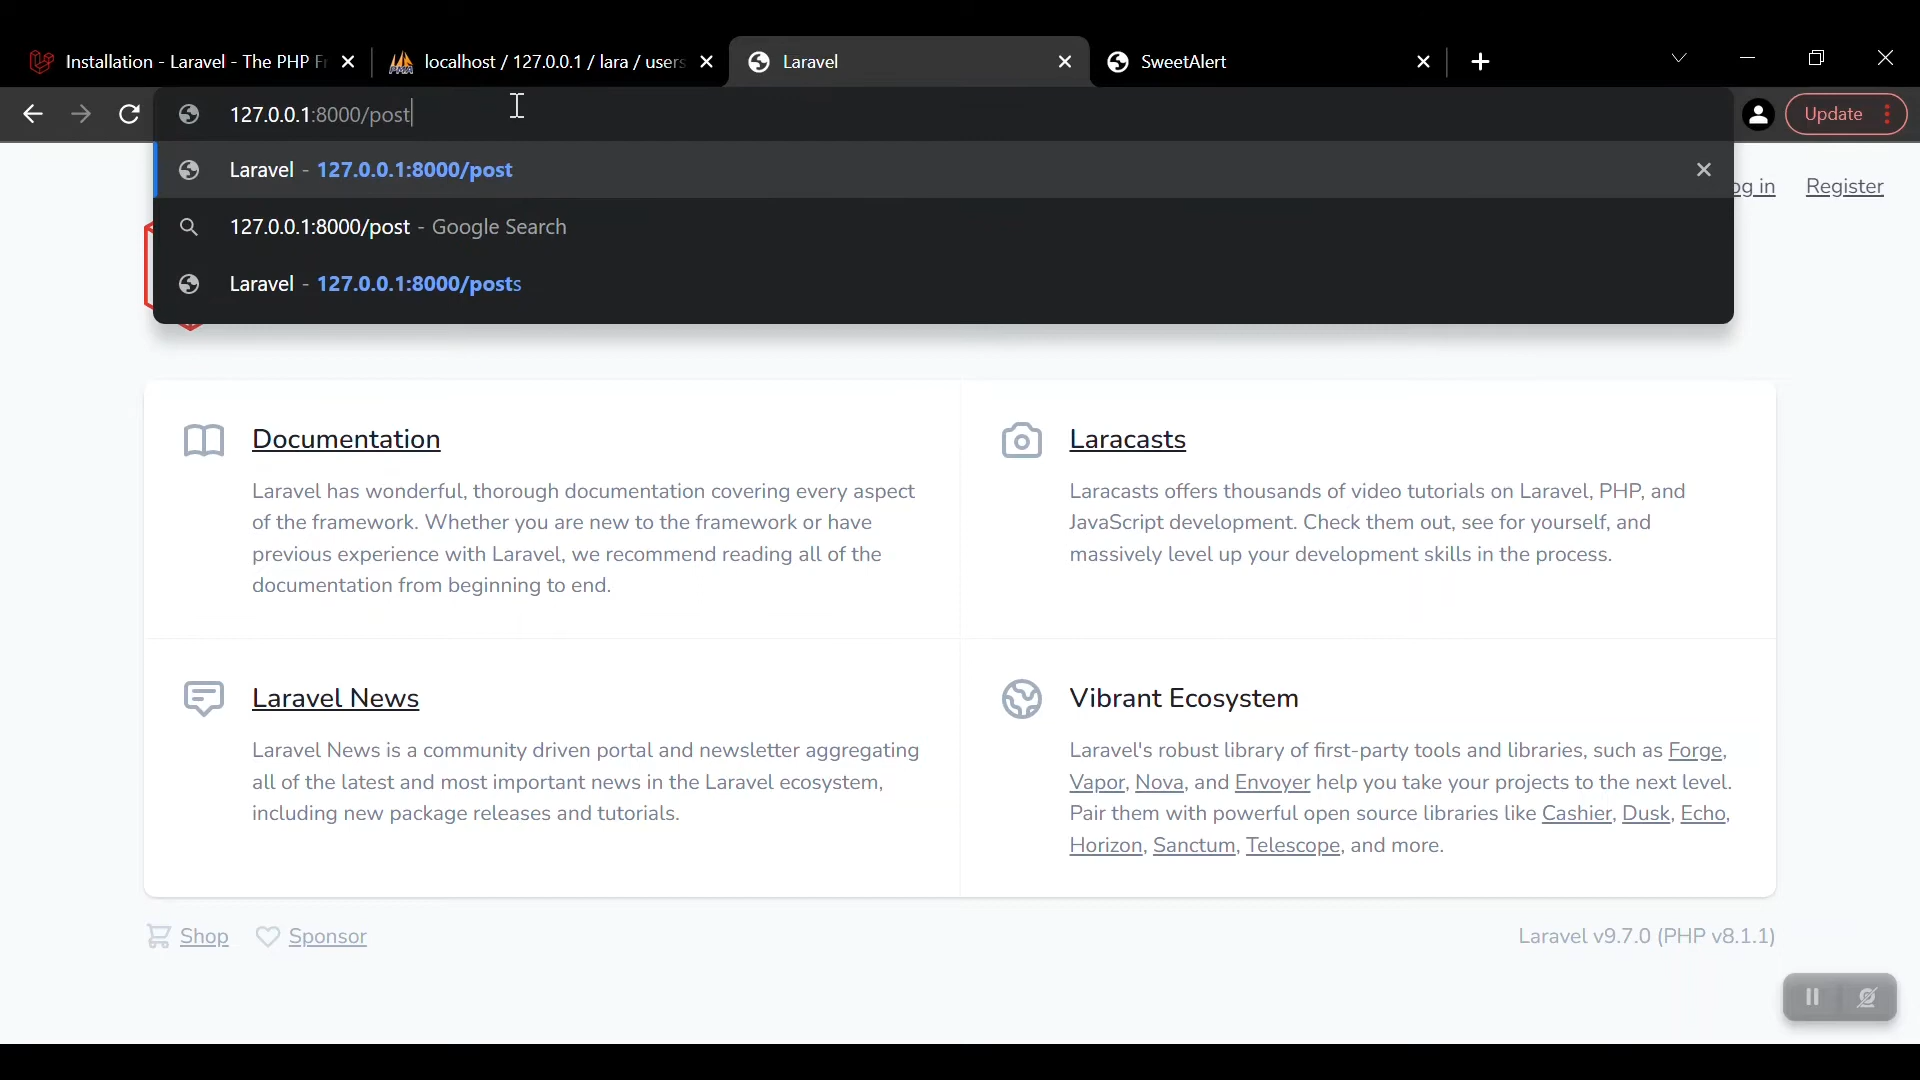 Installation - Laravel - The PHP Fr
localhost / 127.0.0.1 / lara / users
Laravel
SweetAlert
127.0.0.1:8000/post
Update
Laravel - 127.0.0.1:8000/post
127.0.0.1:8000/post - Google Search
Laravel - 127.0.0.1:8000/posts
og in
Register
Documentation
Laravel has wonderful, thorough documentation covering every aspect
of the framework. Whether you are new to the framework or have
previous experience with Laravel, we recommend reading all of the
documentation from beginning to end.
Laracasts
Laracasts offers thousands of video tutorials on Laravel, PHP, and
JavaScript development. Check them out, see for yourself, and
massively level up your development skills in the process.
Laravel News
Laravel News is a community driven portal and newsletter aggregating
all of the latest and most important news in the Laravel ecosystem,
including new package releases and tutorials.
Vibrant Ecosystem
Laravel's robust library of first-party tools and libraries, such as Forge,
Vapor, Nova, and Envoyer help you take your projects to the next level.
Pair them with powerful open source libraries like Cashier, Dusk, Echo,
Horizon, Sanctum, Telescope, and more.
Shop
Sponsor
Laravel v9.7.0 (PHP v8.1.1)